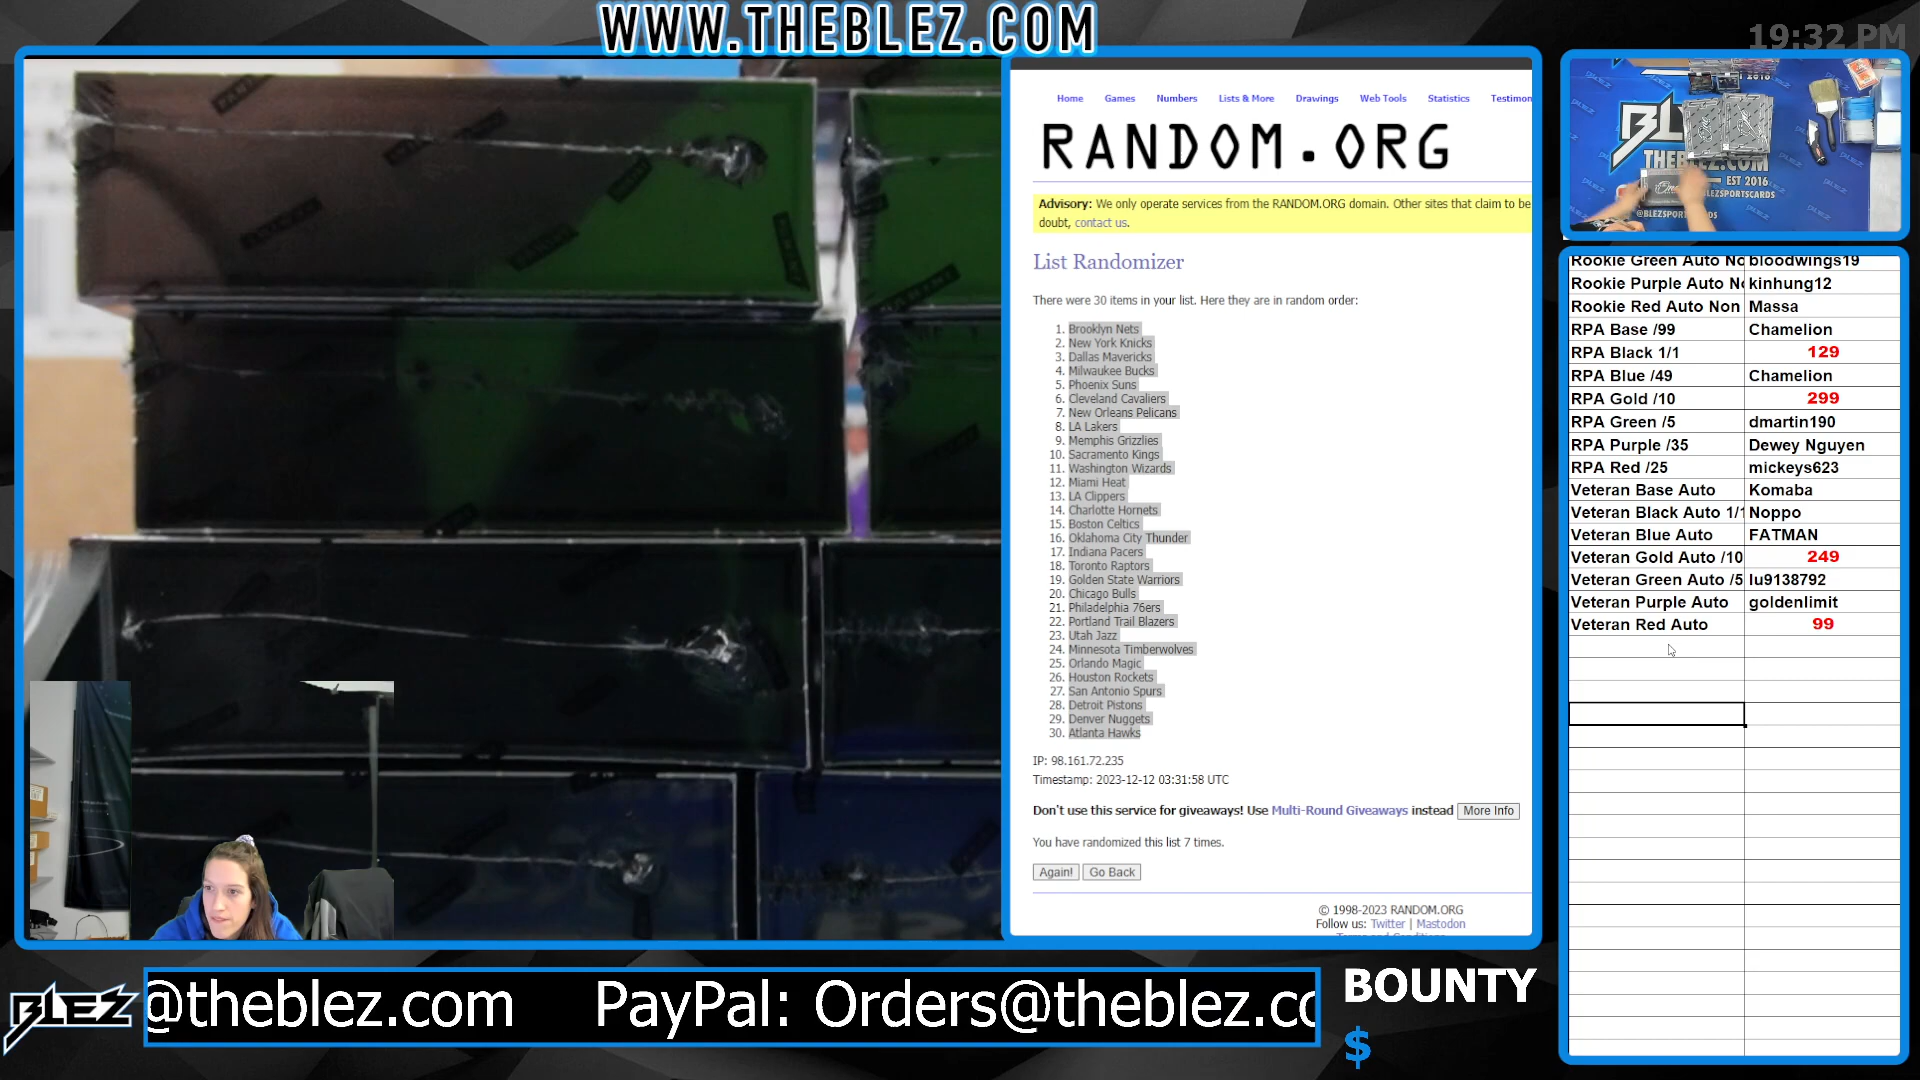 WWW.THEBLEZ.COM
19:32 PM
Home Games Numbers Lists & More Drawings Web Tools Statistics Testimon
RANDOM.ORG
Advisory: We only operate services from the RANDOM.ORG domain. Other sites that claim to be
doubt, contact us.
List Randomizer
There were 30 items in your list. Here they are in random order:
1. Brooklyn Nets
2. New York Knicks
3. Dallas Mavericks
4. Milwaukee Bucks
5. Phoenix Suns
6. Cleveland Cavaliers
7. New Orleans Pelicans
8. LA Lakers
9. Memphis Grizzlies
10. Sacramento Kings
11. Washington Wizards
12. Miami Heat
13. LA Clippers
14. Charlotte Hornets
15. Boston Celtics
16. Oklahoma City Thunder
17. Indiana Pacers
18. Toronto Raptors
19. Golden State Warriors
20. Chicago Bulls
21. Philadelphia 76ers
22. Portland Trail Blazers
23. Utah Jazz
24. Minnesota Timberwolves
25. Orlando Magic
26. Houston Rockets
27. San Antonio Spurs
28. Detroit Pistons
29. Denver Nuggets
30. Atlanta Hawks
IP: 98.161.72.235
Timestamp: 2023-12-12 03:31:58 UTC
Don't use this service for giveaways! Use Multi-Round Giveaways instead More Info
You have randomized this list 7 times.
Again! Go Back
© 1998-2023 RANDOM.ORG
Follow us: Twitter | Mastodon
THEBLEZ.COM
EST 2016
Rookie Green Auto No bloodwings19
Rookie Purple Auto No kinhung12
Rookie Red Auto Non Massa
RPA Base /99 Chamelion
RPA Black 1/1 129
RPA Blue /49 Chamelion
RPA Gold /10 299
RPA Green /5 dmartin190
RPA Purple /35 Dewey Nguyen
RPA Red /25 mickeys623
Veteran Base Auto Komaba
Veteran Black Auto 1/1 Noppo
Veteran Blue Auto FATMAN
Veteran Gold Auto /10 249
Veteran Green Auto /5 lu9138792
Veteran Purple Auto goldenlimit
Veteran Red Auto 99
BLEZ
@theblez.com PayPal: Orders@theblez.co
BOUNTY
$